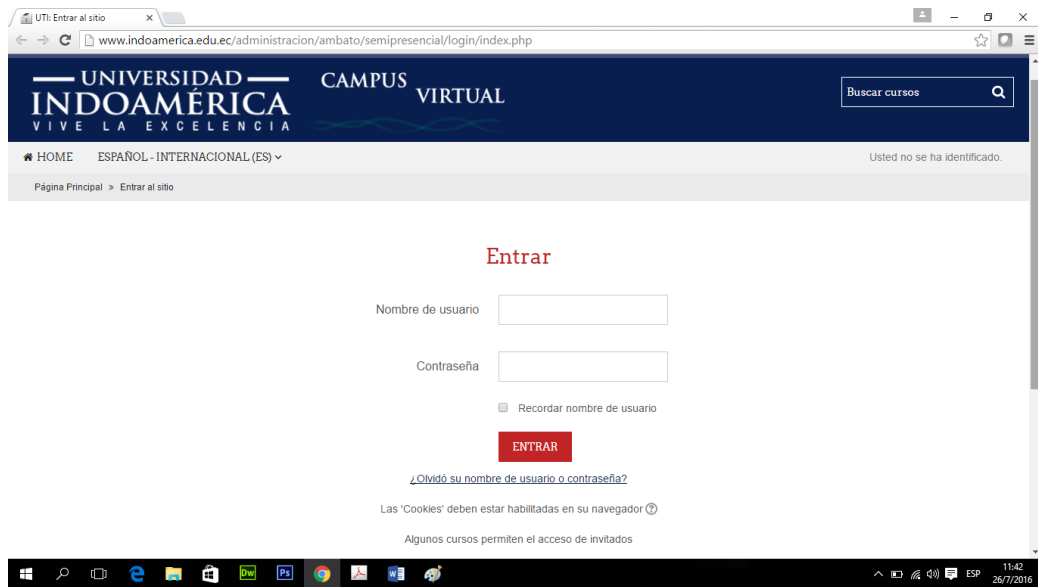 UTI: Entrar al sitio
www.indoamerica.edu.ec/administracion/ambato/semipresencial/login/index.php
UNIVERSIDAD
INDOAMÉRICA
VIVE LA EXCELENCIA
CAMPUS
VIRTUAL
Buscar cursos
HOME ESPAÑOL - INTERNACIONAL (ES)
Usted no se ha identificado.
Página Principal » Entrar al sitio
Entrar
Nombre de usuario
Contraseña
Recordar nombre de usuario
ENTRAR
¿Olvidó su nombre de usuario o contraseña?
Las 'Cookies' deben estar habilitadas en su navegador
Algunos cursos permiten el acceso de invitados
Dw
Ps
ESP
11:42
26/7/2016